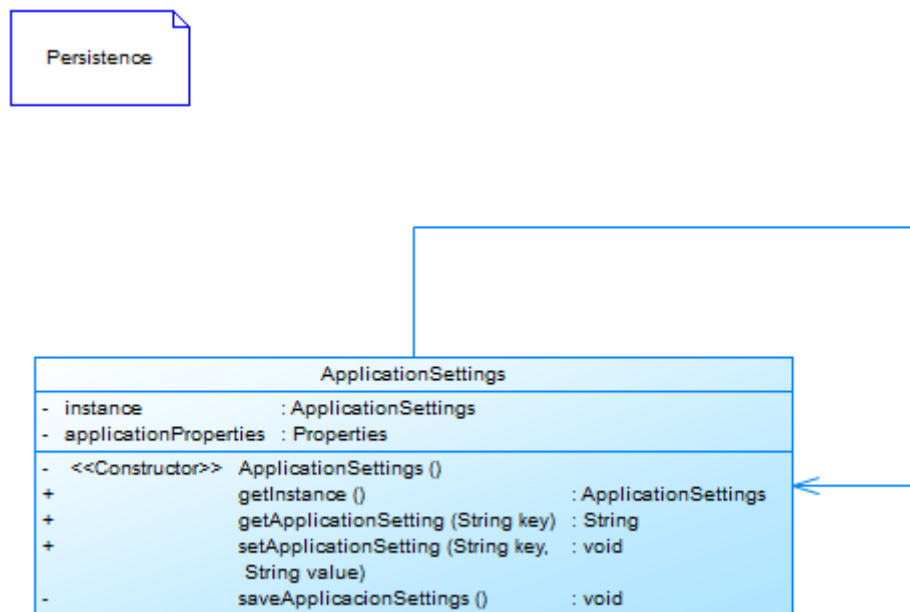 Persistence
ApplicationSettings
- instance : ApplicationSettings
- applicationProperties : Properties
- <<Constructor>> ApplicationSettings ()
+ getInstance () : ApplicationSettings
+ getApplicationSetting (String key) : String
+ setApplicationSetting (String key, : void
String value)
- saveApplicacionSettings () : void